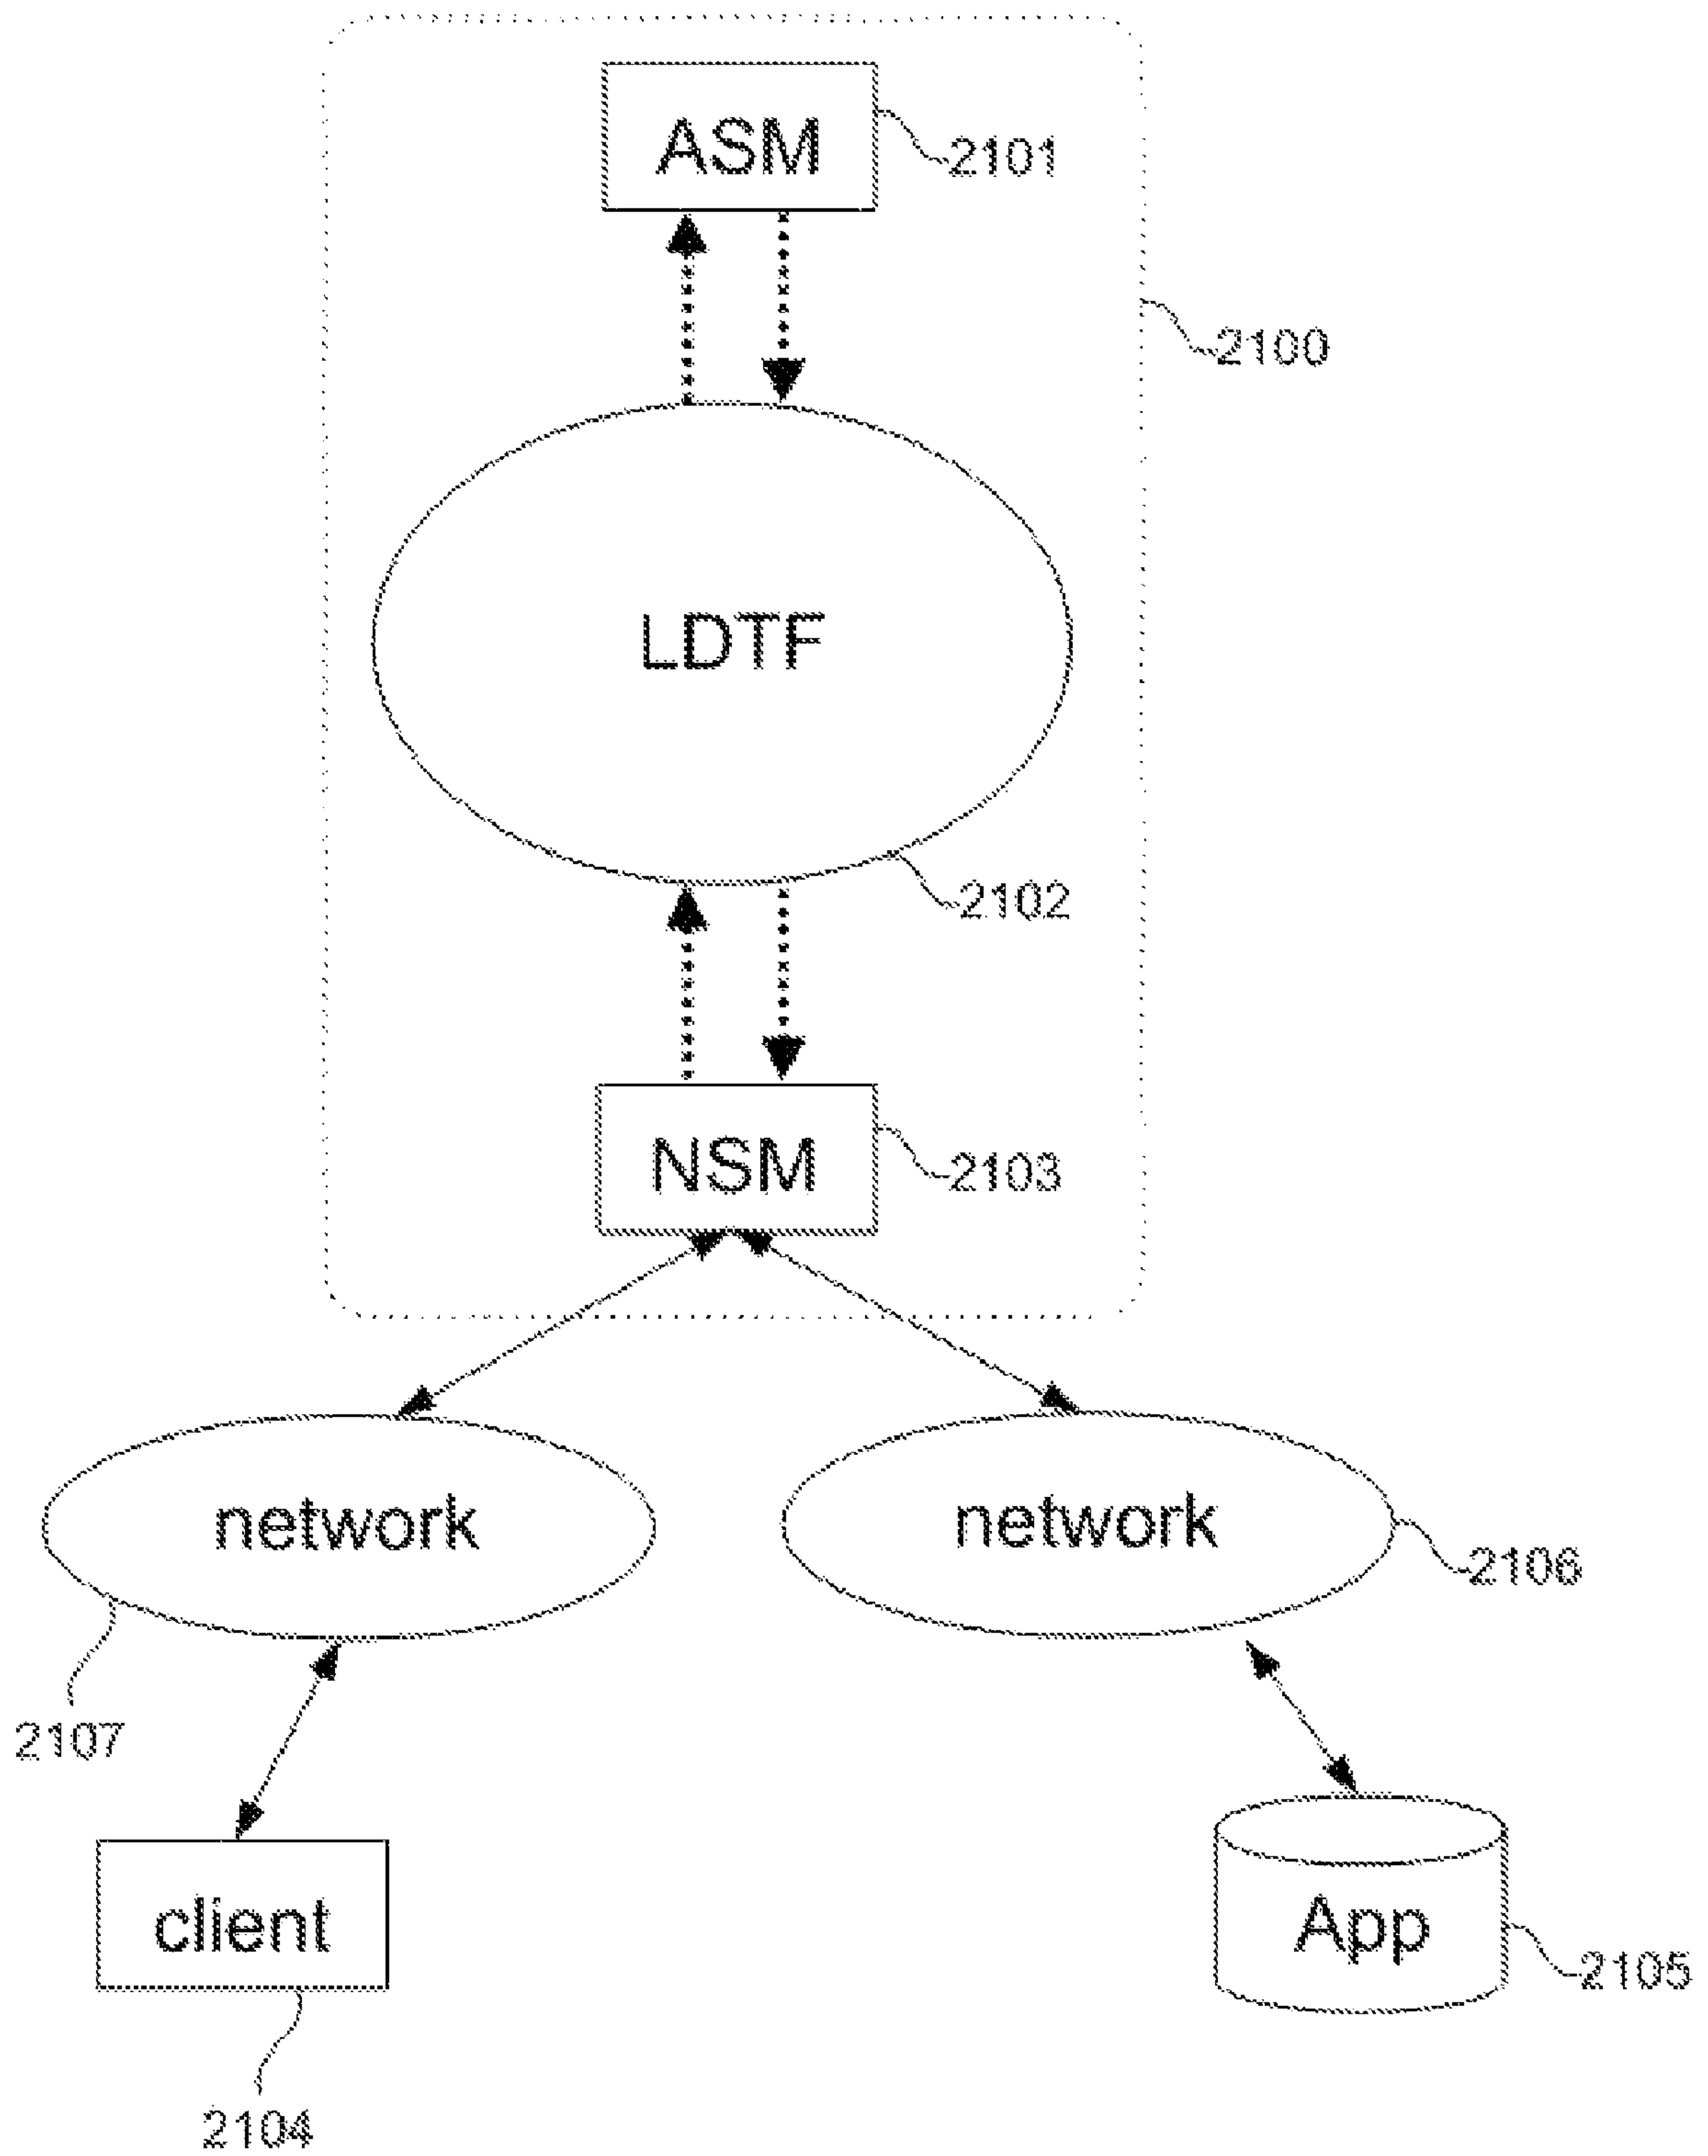 ASM
2101
2100
LDTF
2102
NSM
2103
network
network
2106
2107
client
App
2105
2104